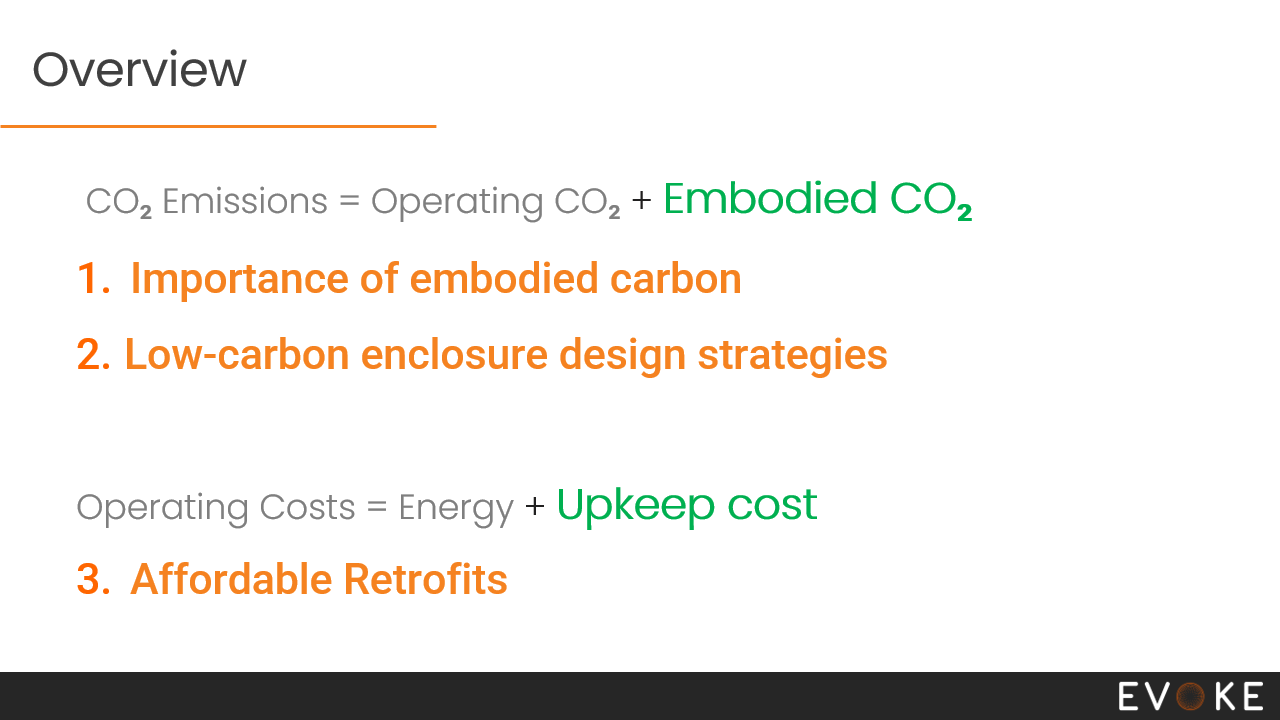 Overview
CO₂ Emissions = Operating CO₂ + Embodied CO₂
1. Importance of embodied carbon
2. Low-carbon enclosure design strategies
Operating Costs = Energy + Upkeep cost
3. Affordable Retrofits
EVOKE